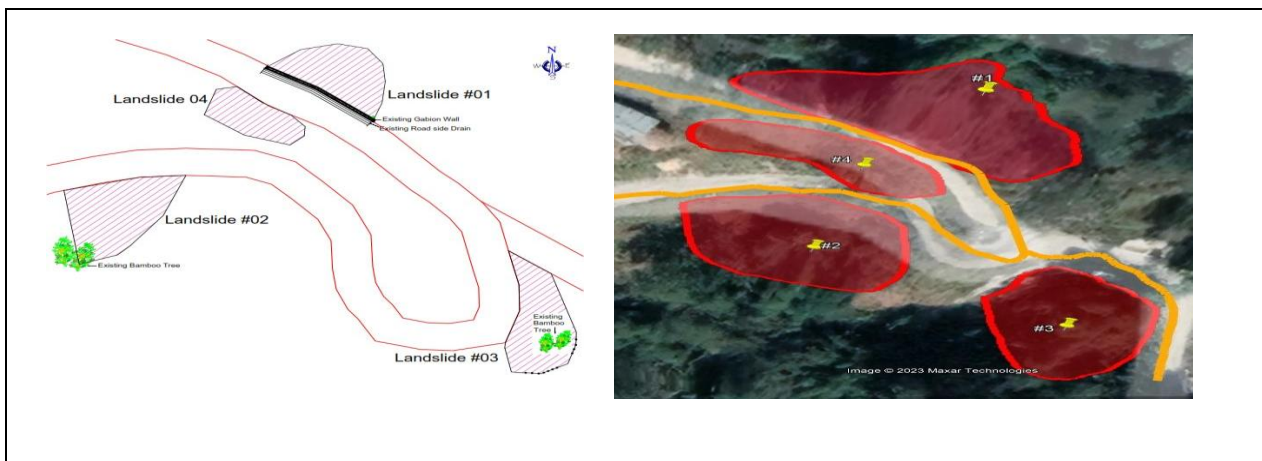 N
W
E
S
Landslide #01
Landslide 04
Existing Gabion Wall
Existing Road side Drain
Landslide #02
Existing Bamboo Tree
Existing
Bamboo
Tree
Landslide #03
#1
#4
#2
#3
Image © 2023 Maxar Technologies